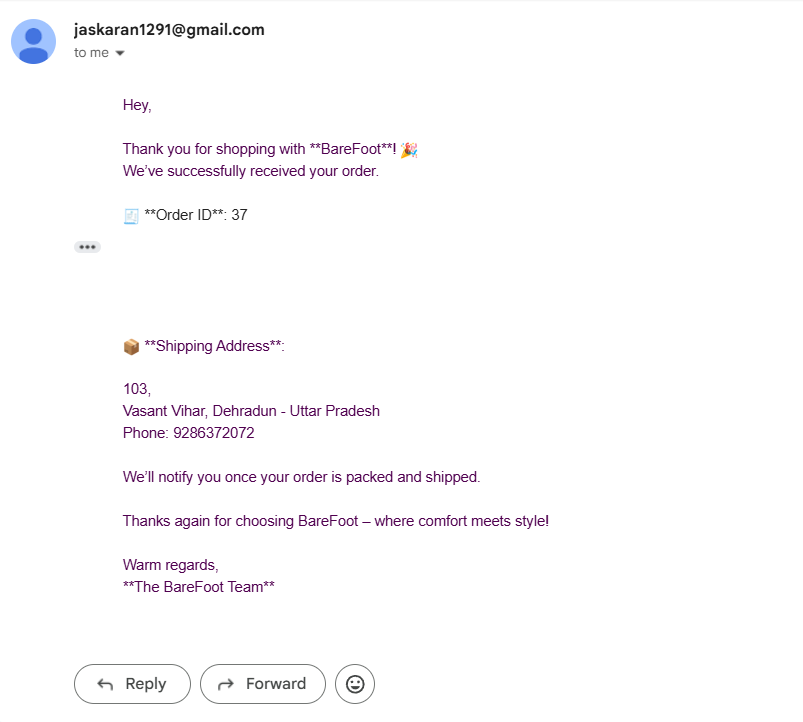 jaskaran1291@gmail.com
to me
Hey,
Thank you for shopping with **BareFoot**! 🎉
We’ve successfully received your order.
🧾 **Order ID**: 37
📦 **Shipping Address**:
103,
Vasant Vihar, Dehradun - Uttar Pradesh
Phone: 9286372072
We’ll notify you once your order is packed and shipped.
Thanks again for choosing BareFoot – where comfort meets style!
Warm regards,
**The BareFoot Team**
Reply
Forward